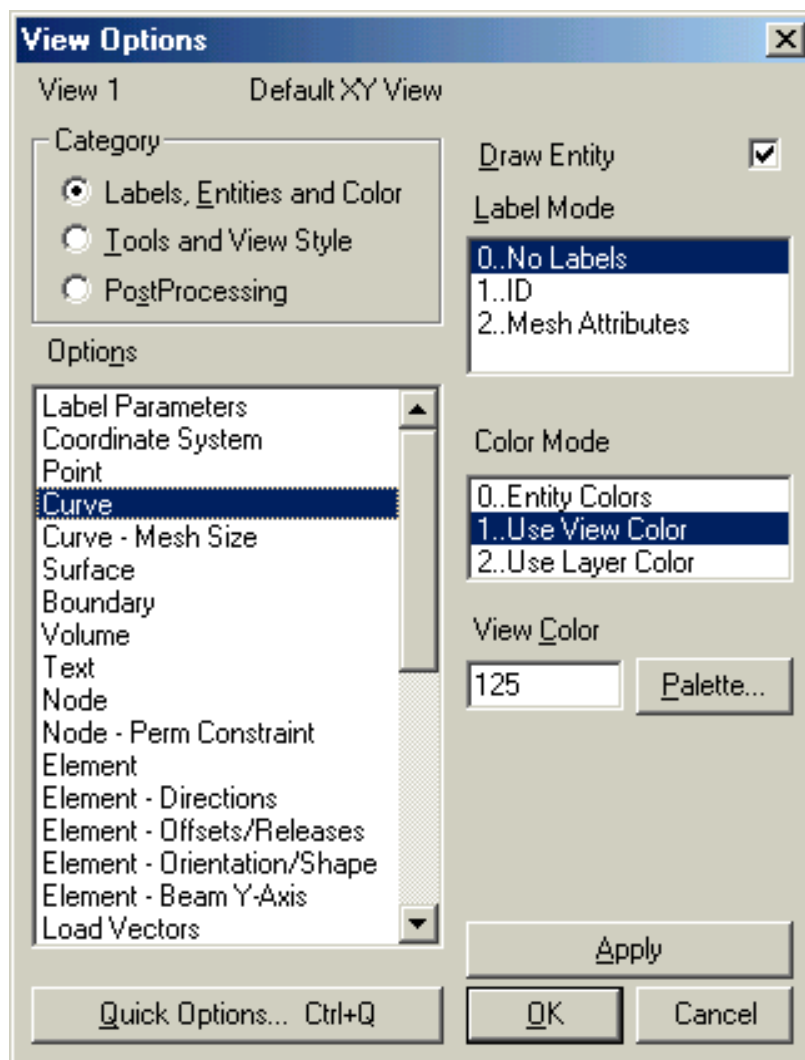 View Options
View 1 Default XY View
Category
Labels, Entities and Color
Tools and View Style
PostProcessing
Options
Label Parameters
Coordinate System
Point
Curve
Curve - Mesh Size
Surface
Boundary
Volume
Text
Node
Node - Perm Constraint
Element
Element - Directions
Element - Offsets/Releases
Element - Orientation/Shape
Element - Beam Y-Axis
Load Vectors
Quick Options... Ctrl+Q
Draw Entity
Label Mode
0..No Labels
1..ID
2..Mesh Attributes
Color Mode
0..Entity Colors
1..Use View Color
2..Use Layer Color
View Color
125 Palette...
Apply
OK Cancel